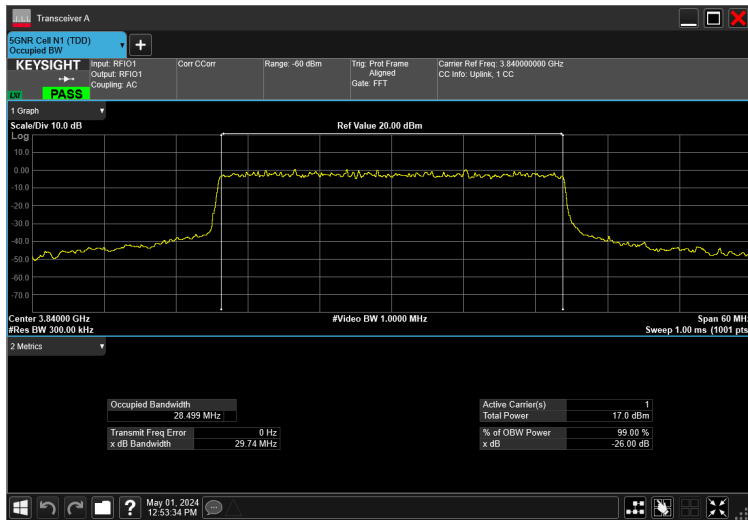 Transceiver A
5GNR Cell N1 (TDD)
Occupied BW
KEYSIGHT
LXI
PASS
Input: RFIO1
Output: RFIO1
Coupling: AC
Corr CCorr
Range: -60 dBm
Trig: Prot Frame
Aligned
Gate: FFT
Carrier Ref Freq: 3.840000000 GHz
CC Info: Uplink, 1 CC
1 Graph
Scale/Div 10.0 dB
Ref Value 20.00 dBm
Log
10.0
0.00
-10.0
-20.0
-30.0
-40.0
-50.0
-60.0
-70.0
Center 3.84000 GHz
#Video BW 1.0000 MHz
Span 60 MH
#Res BW 300.00 kHz
Sweep 1.00 ms (1001 pts
2 Metrics
Occupied Bandwidth
28.499 MHz
Transmit Freq Error 0 Hz
x dB Bandwidth 29.74 MHz
Active Carrier(s) 1
Total Power 17.0 dBm
% of OBW Power 99.00 %
x dB -26.00 dB
May 01, 2024
12:53:34 PM